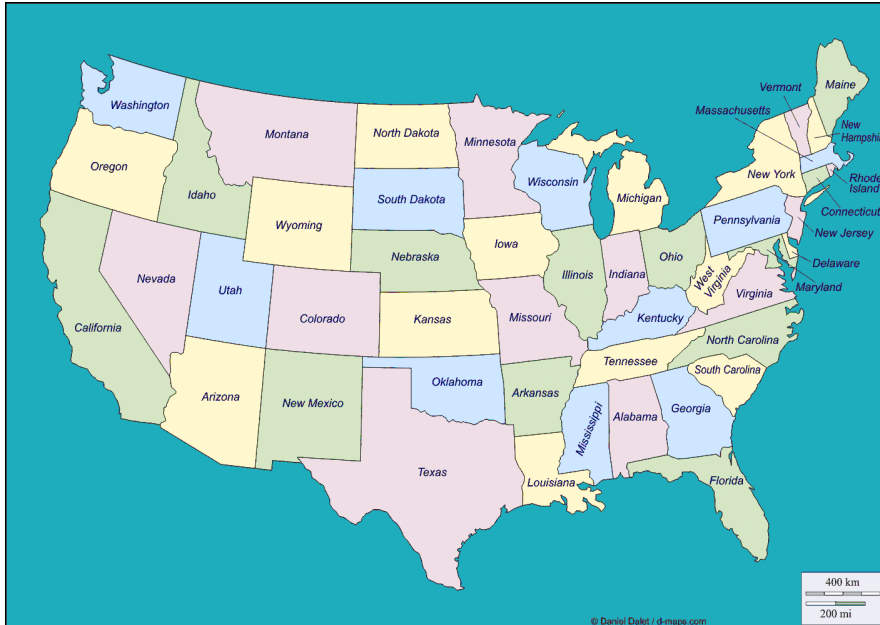 Washington
Montana
North Dakota
Minnesota
Maine
Vermont
Massachusetts
New
Hampshire
Oregon
Idaho
Wyoming
South Dakota
Wisconsin
Michigan
New York
Rhode
Island
Connecticut
Nevada
Utah
Colorado
Nebraska
Iowa
Illinois
Indiana
Ohio
Pennsylvania
New Jersey
Delaware
Maryland
West
Virginia
Virginia
California
Kansas
Missouri
Kentucky
Arizona
New Mexico
Oklahoma
Arkansas
Tennessee
North Carolina
South Carolina
Texas
Louisiana
Mississippi
Alabama
Georgia
Florida
400 km
200 mi
© Daniel Dalet / d-maps.com